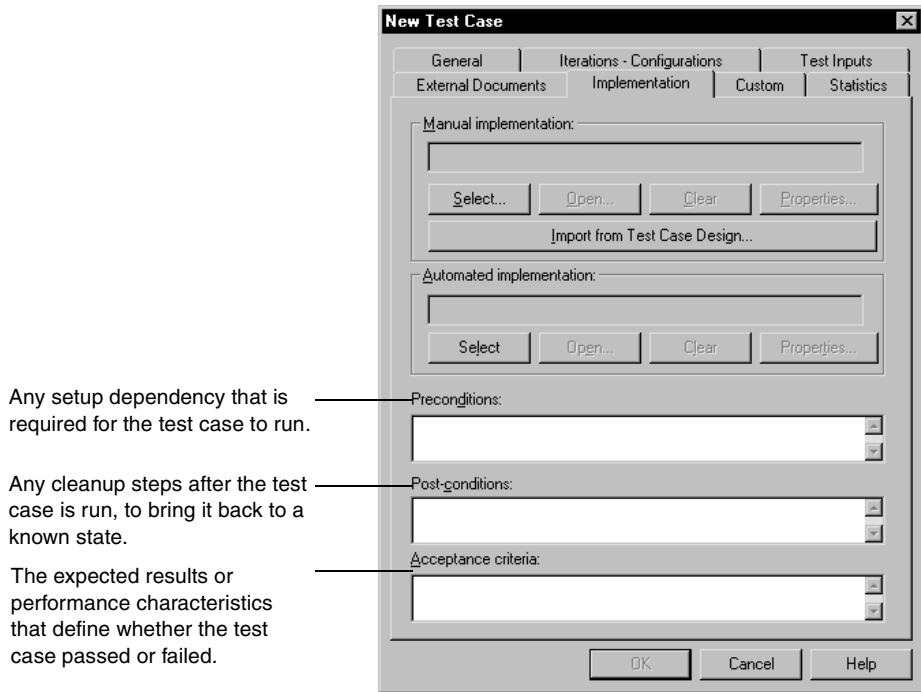 New Test Case
General
Iterations - Configurations
Test Inputs
External Documents
Implementation
Custom
Statistics
Manual implementation:
Select...
Open...
Clear
Properties...
Import from Test Case Design...
Automated implementation:
Select
Open...
Clear
Properties...
Any setup dependency that is
required for the test case to run.
Preconditions:
Any cleanup steps after the test
case is run, to bring it back to a
known state.
Post-conditions:
The expected results or
performance characteristics
that define whether the test
case passed or failed.
Acceptance criteria:
OK
Cancel
Help